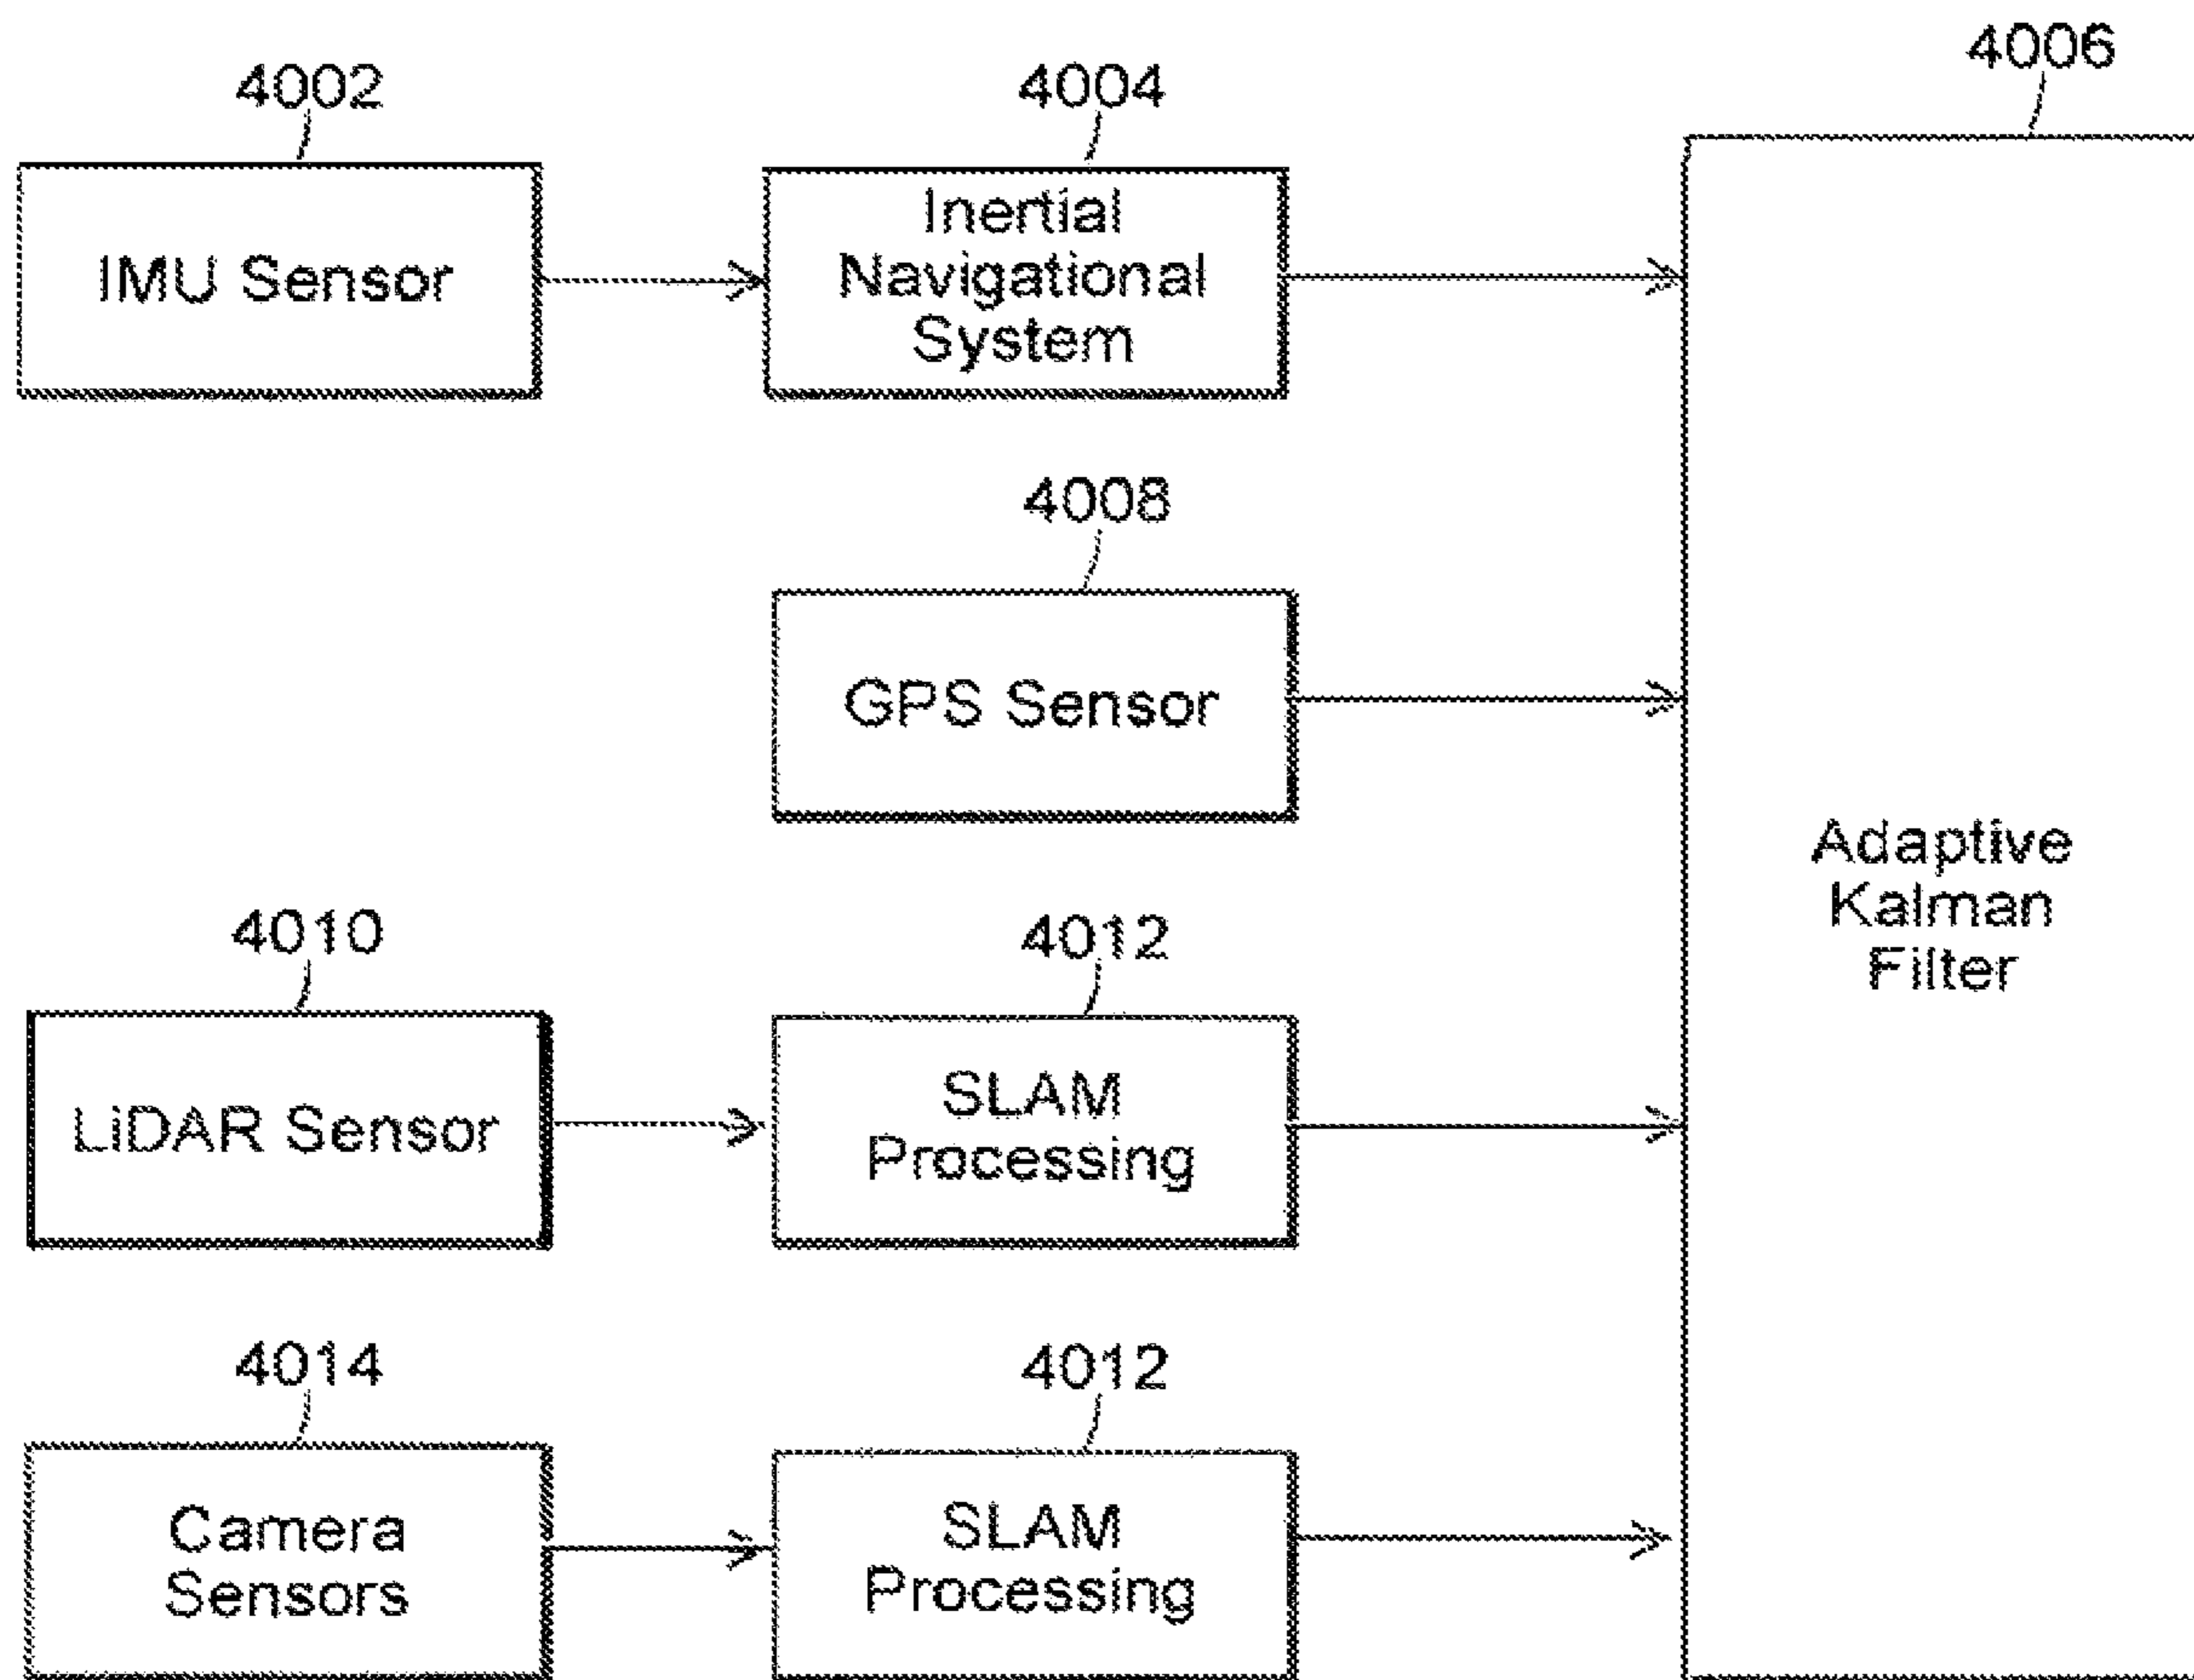 4002
4004
4006
IMU Sensor
Inertial
Navigational
System
4008
GPS Sensor
Adaptive
Kalman
Filter
4010
4012
LiDAR Sensor
SLAM
Processing
4014
4012
Camera
Sensors
SLAM
Processing